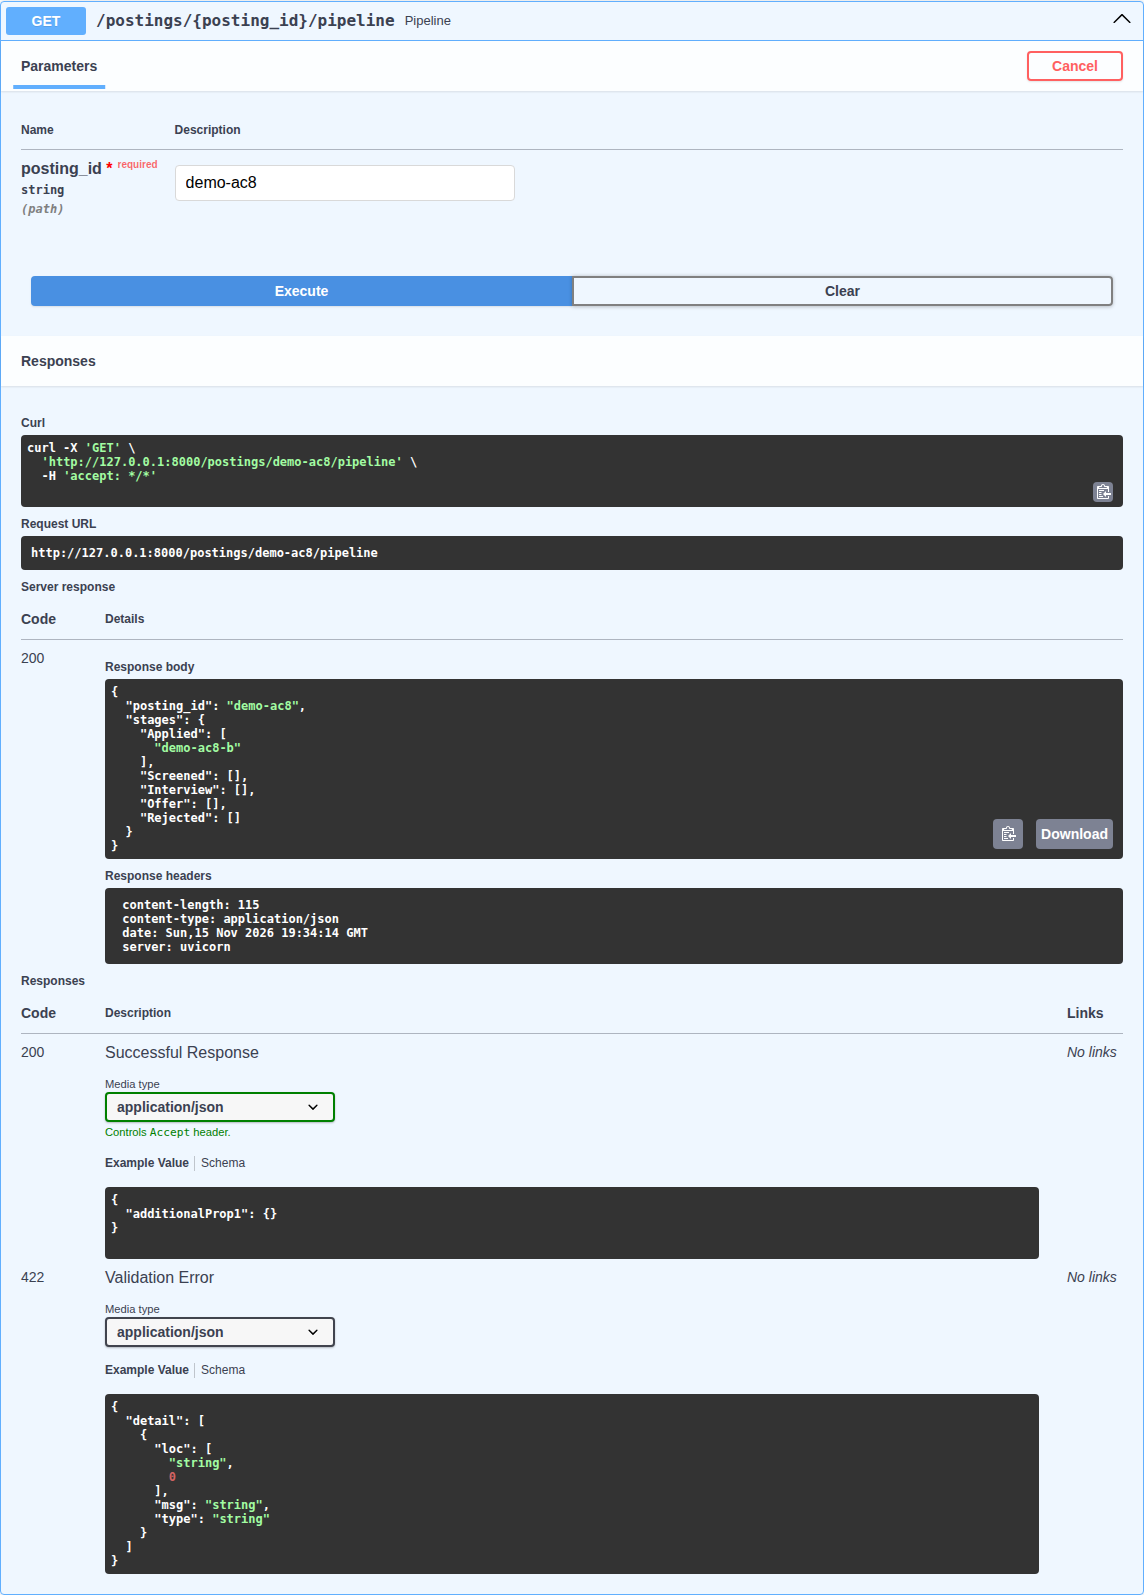 GET /postings/{posting_id}/pipeline Pipeline
Parameters Cancel
Name Description
posting_id * required
string
(path)
demo-ac8
Execute Clear
Responses
Curl
curl -X 'GET' \
  'http://127.0.0.1:8000/postings/demo-ac8/pipeline' \
  -H 'accept: */*'
Request URL
http://127.0.0.1:8000/postings/demo-ac8/pipeline
Server response
Code Details
200
Response body
{
  "posting_id": "demo-ac8",
  "stages": {
    "Applied": [
      "demo-ac8-b"
    ],
    "Screened": [],
    "Interview": [],
    "Offer": [],
    "Rejected": []
  }
}
Download
Response headers
content-length: 115
content-type: application/json
date: Sun,15 Nov 2026 19:34:14 GMT
server: uvicorn
Responses
Code Description Links
200 Successful Response No links
Media type
application/json
Controls Accept header.
Example Value Schema
{
  "additionalProp1": {}
}
422 Validation Error No links
Media type
application/json
Example Value Schema
{
  "detail": [
    {
      "loc": [
        "string",
        0
      ],
      "msg": "string",
      "type": "string"
    }
  ]
}